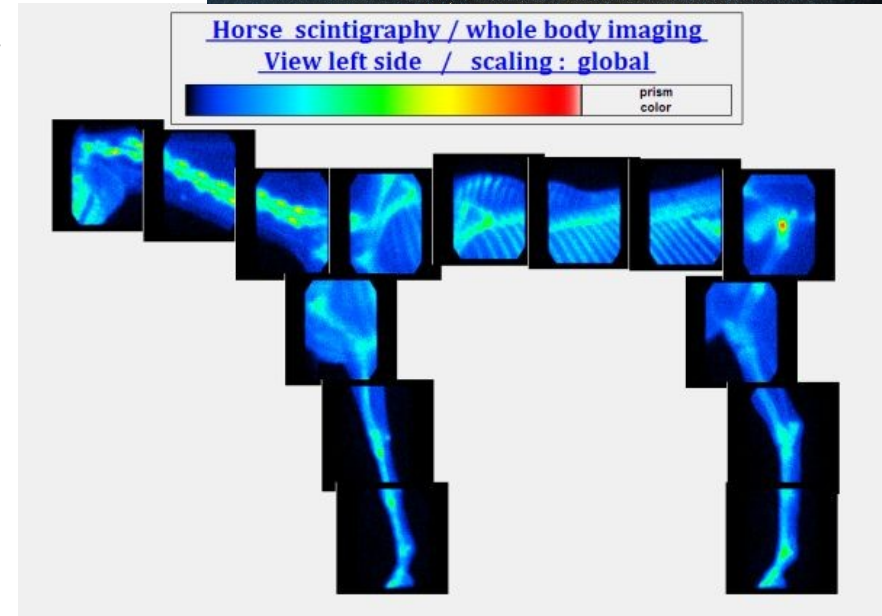 Horse scintigraphy / whole body imaging
View left side / scaling : global
prism
color